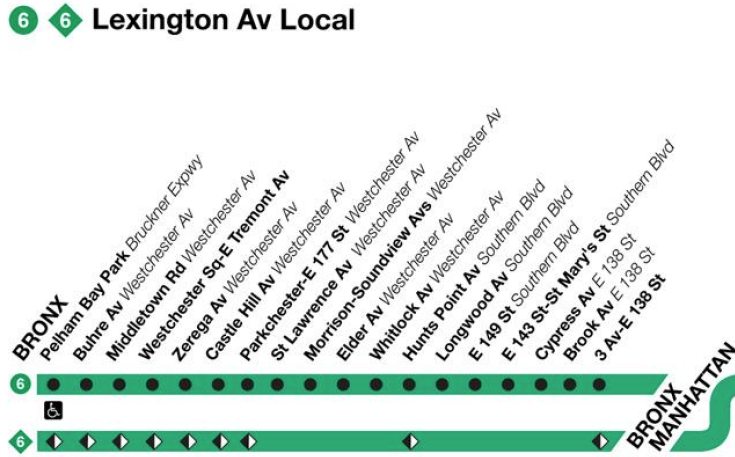 6 6 Lexington Av Local
BRONX
Pelham Bay Park Bruckner Expwy
Buhre Av Westchester Av
Middletown Rd Westchester Av
Westchester Sq-E Tremont Av
Zerega Av Westchester Av
Castle Hill Av Westchester Av
Parkchester-E 177 St Westchester Av
St Lawrence Av Westchester Av
Morrison-Soundview Avs Westchester Av
Elder Av Westchester Av
Whitlock Av Westchester Av
Hunts Point Av Southern Blvd
Longwood Av Southern Blvd
E 149 St Southern Blvd
E 143 St-St Mary's St Southern Blvd
Cypress Av E 138 St
Brook Av E 138 St
3 Av-E 138 St
6
BRONX
MANHATTAN
6